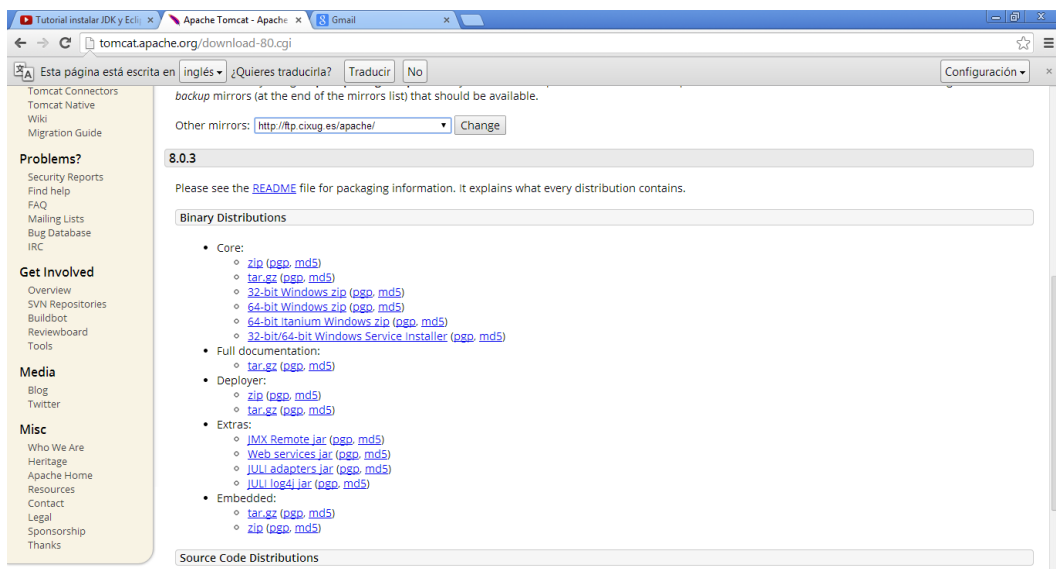 Tutorial instalar JDK y Eclip
Apache Tomcat - Apache
Gmail
tomcat.apache.org/download-80.cgi
Esta página está escrita en inglés ¿Quieres traducirla? Traducir No Configuración
Tomcat Connectors
Tomcat Native
Wiki
Migration Guide
Problems?
Security Reports
Find help
FAQ
Mailing Lists
Bug Database
IRC
Get Involved
Overview
SVN Repositories
Buildbot
Reviewboard
Tools
Media
Blog
Twitter
Misc
Who We Are
Heritage
Apache Home
Resources
Contact
Legal
Sponsorship
Thanks
backup mirrors (at the end of the mirrors list) that should be available.
Other mirrors: http://ftp.cixug.es/apache/ Change
8.0.3
Please see the README file for packaging information. It explains what every distribution contains.
Binary Distributions
Core:
zip (pgp, md5)
tar.gz (pgp, md5)
32-bit Windows zip (pgp, md5)
64-bit Windows zip (pgp, md5)
64-bit Itanium Windows zip (pgp, md5)
32-bit/64-bit Windows Service Installer (pgp, md5)
Full documentation:
tar.gz (pgp, md5)
Deployer:
zip (pgp, md5)
tar.gz (pgp, md5)
Extras:
JMX Remote jar (pgp, md5)
Web services jar (pgp, md5)
JULI adapters jar (pgp, md5)
JULI log4j jar (pgp, md5)
Embedded:
tar.gz (pgp, md5)
zip (pgp, md5)
Source Code Distributions